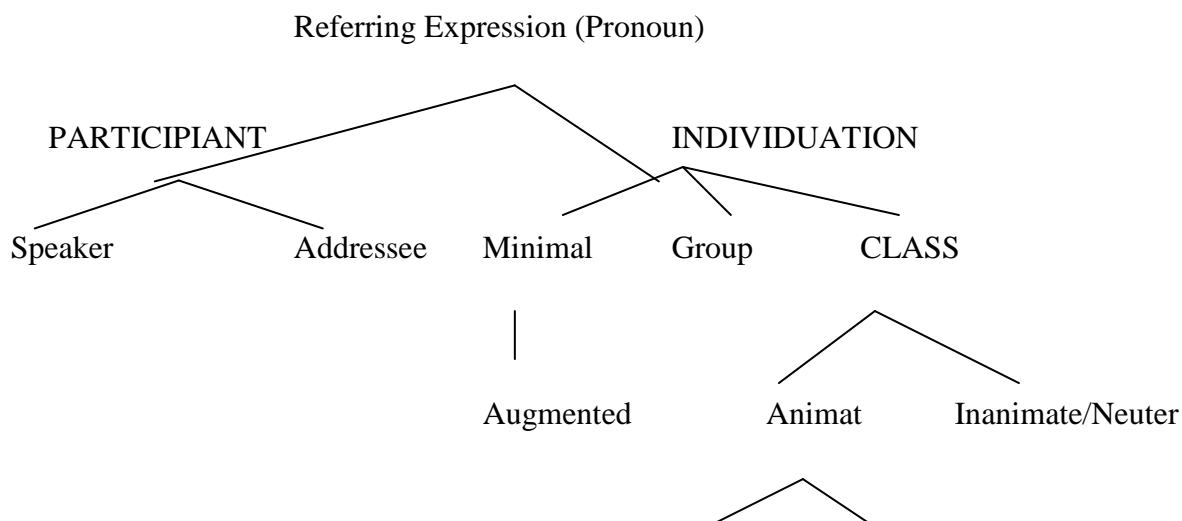 Referring Expression (Pronoun)
PARTICIPIANT INDIVIDUATION
Speaker Addressee Minimal Group CLASS
Augmented Animat Inanimate/Neuter